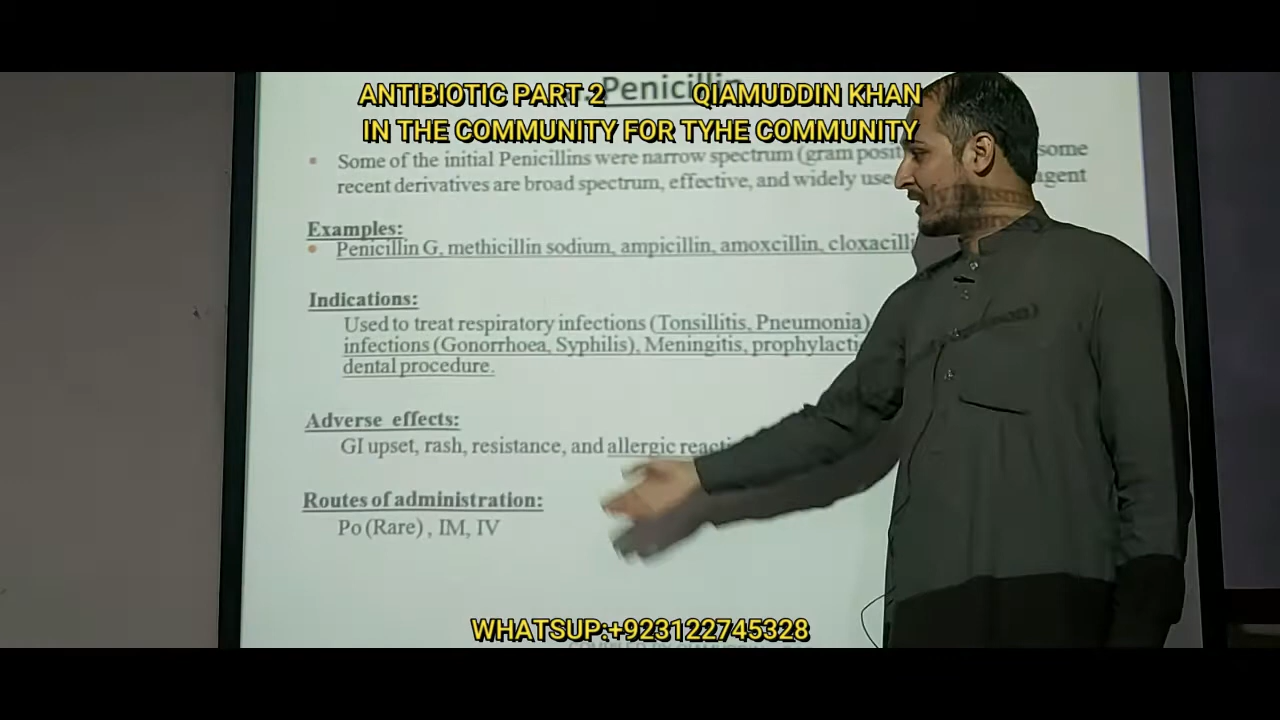 Penicillin
ANTIBIOTIC PART 2 QIAMUDDIN KHAN
IN THE COMMUNITY FOR TYHE COMMUNITY
• Some of the initial Penicillins were narrow spectrum (gram posit some
recent derivatives are broad spectrum, effective, and widely use agent
Examples:
• Penicillin G, methicillin sodium, ampicillin, amoxcillin, cloxacilli
Indications:
Used to treat respiratory infections (Tonsillitis, Pneumonia)
infections (Gonorrhoea, Syphilis), Meningitis, prophylacti
dental procedure.
Adverse effects:
GI upset, rash, resistance, and allergic reacti
Routes of administration:
Po (Rare) , IM, IV
WHATSUP:+923122745328